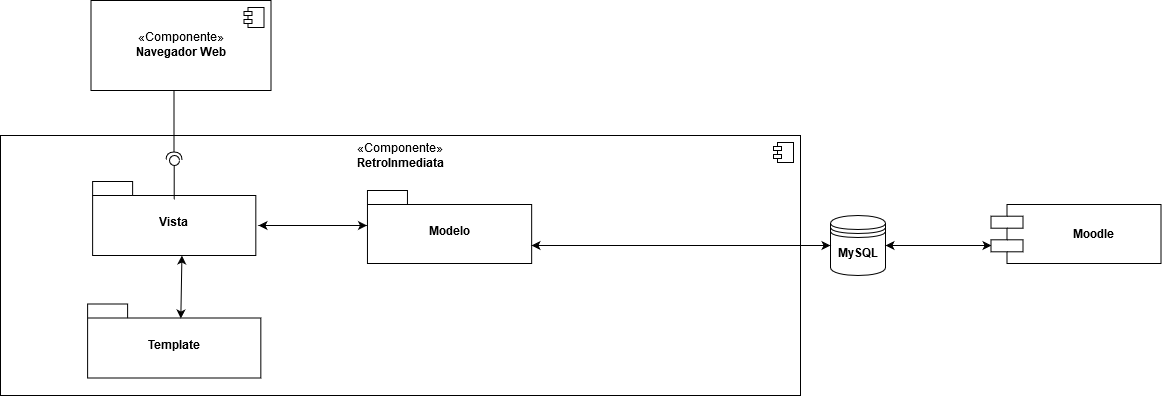 «Componente»
Navegador Web
«Componente»
RetroInmediata
Vista
Modelo
MySQL
Moodle
Template